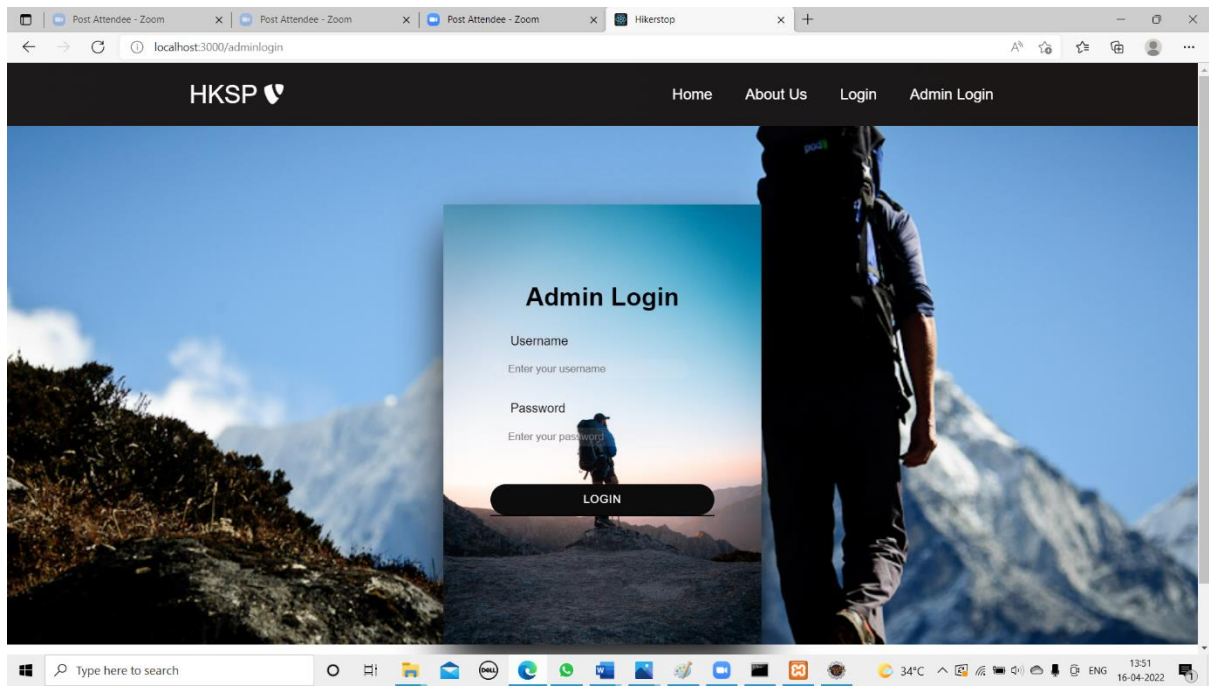 Post Attendee - Zoom Post Attendee - Zoom Post Attendee - Zoom Hikerstop
localhost:3000/adminlogin
HKSP Home About Us Login Admin Login
pod
Admin Login
Username
Enter your username
Password
Enter your password
LOGIN
Type here to search DELL 34°C ENG 13:51
16-04-2022